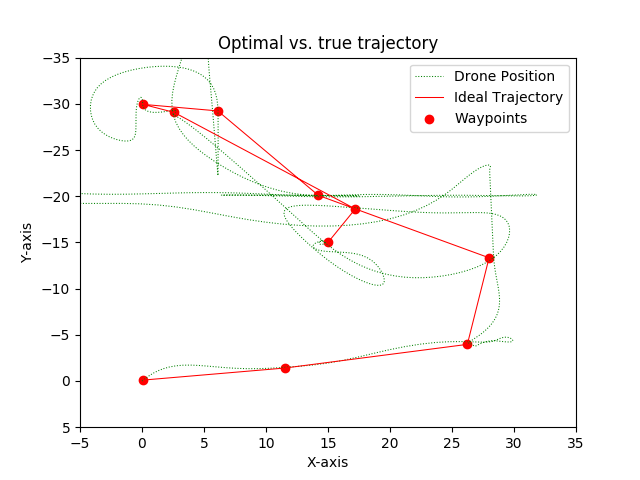 Optimal vs. true trajectory
−35
−30
−25
−20
−15
−10
−5
0
5
Y-axis
Drone Position
Ideal Trajectory
Waypoints
−5 0 5 10 15 20 25 30 35
X-axis